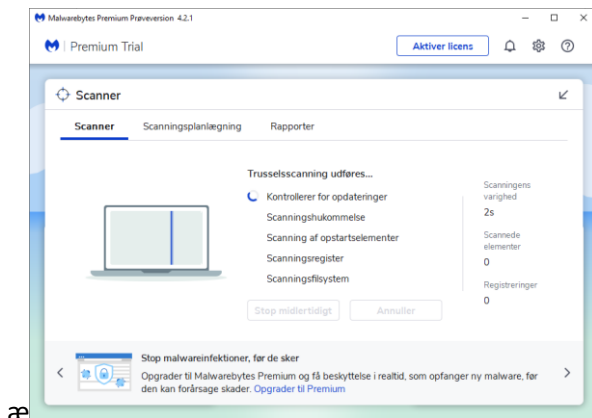 Malwarebytes Premium Prøveversion 4.2.1
Premium Trial
Aktiver licens
Scanner
Scanner Scanningsplanlægning Rapporter
Trusselsscanning udføres...
Kontrollerer for opdateringer
Scanningshukommelse
Scanning af opstartselementer
Scanningsregister
Scanningsfilsystem
Stop midlertidigt Annuller
Scanningens
varighed
2s
Scannede
elementer
0
Registreringer
0
Stop malwareinfektioner, før de sker
Opgrader til Malwarebytes Premium og få beskyttelse i realtid, som opfanger ny malware, før
den kan forårsage skader. Opgrader til Premium
æ